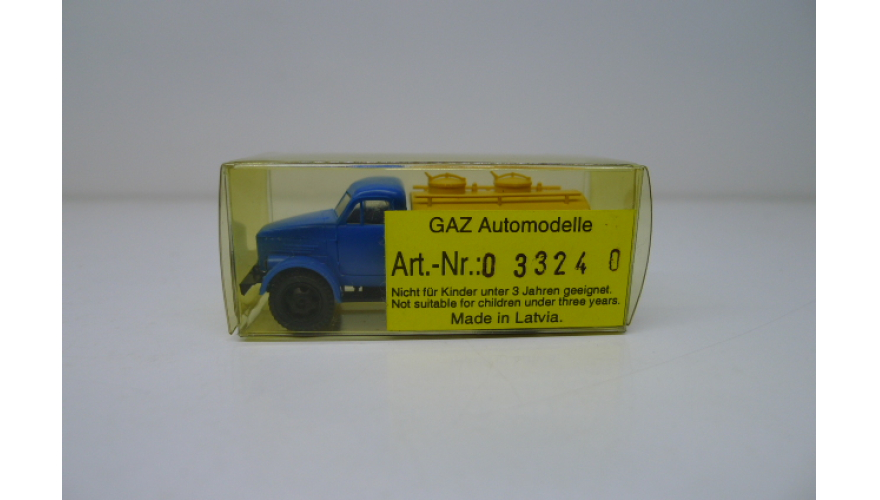 GAZ Automodelle
Art.-Nr.:0 3324 0
Nicht für Kinder unter 3 Jahren geeignet.
Not suitable for children under three years.
Made in Latvia.